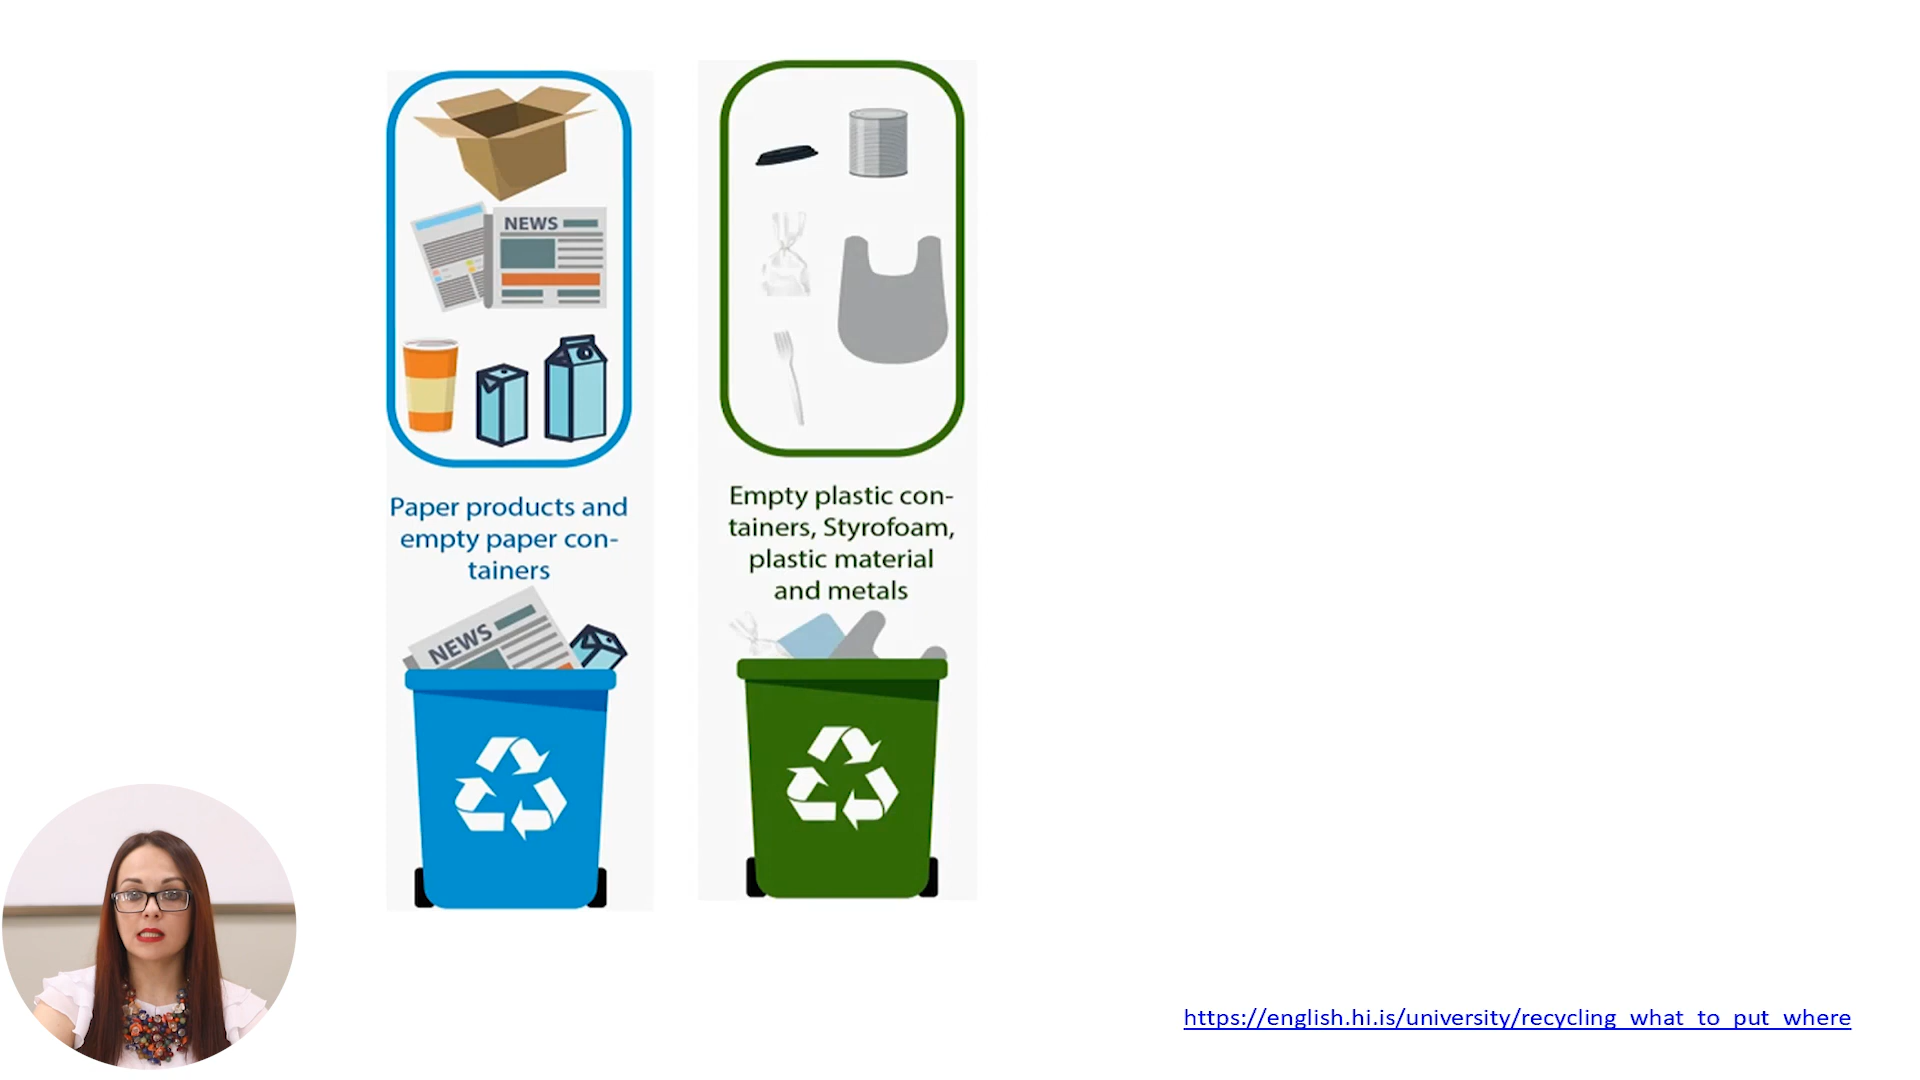 NEWS
Paper products and
empty paper con-
tainers
NEWS
Empty plastic con-
tainers, Styrofoam,
plastic material
and metals
https://english.hi.is/university/recycling_what_to_put_where